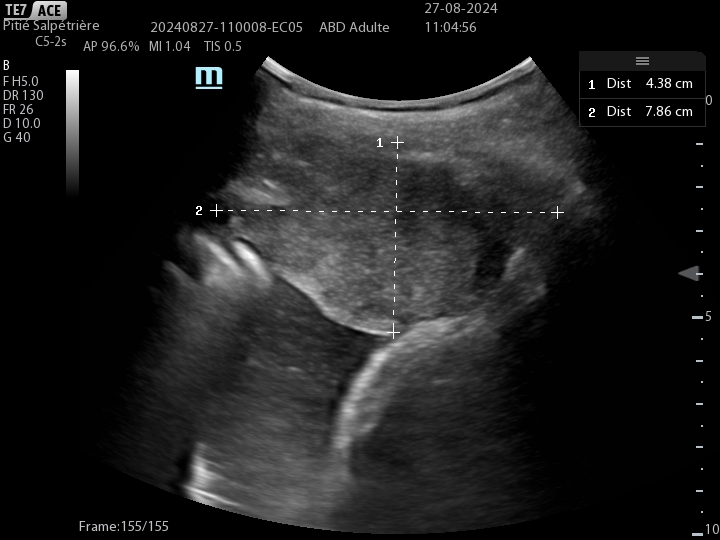 TE7 ACE
27-08-2024
Pitié Salpétrière 20240827-110008-EC05 ABD Adulte 11:04:56
C5-2s AP 96.6% MI 1.04 TIS 0.5
B
F H5.0
DR 130
FR 26
D 10.0
G 40
m
1 Dist 4.38 cm
2 Dist 7.86 cm
0
1
2
5
10
Frame:155/155